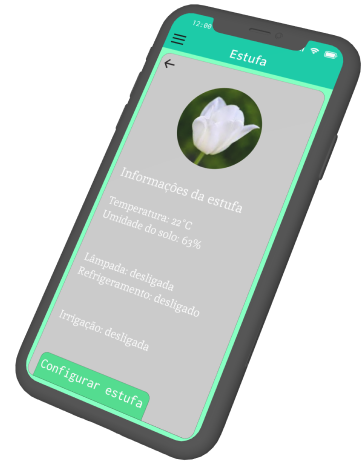 12:00
Estufa
Informações da estufa
Temperatura: 22°C
Umidade do solo: 63%
Lâmpada: desligada
Refrigeramento: desligado
Irrigação: desligada
Configurar estufa